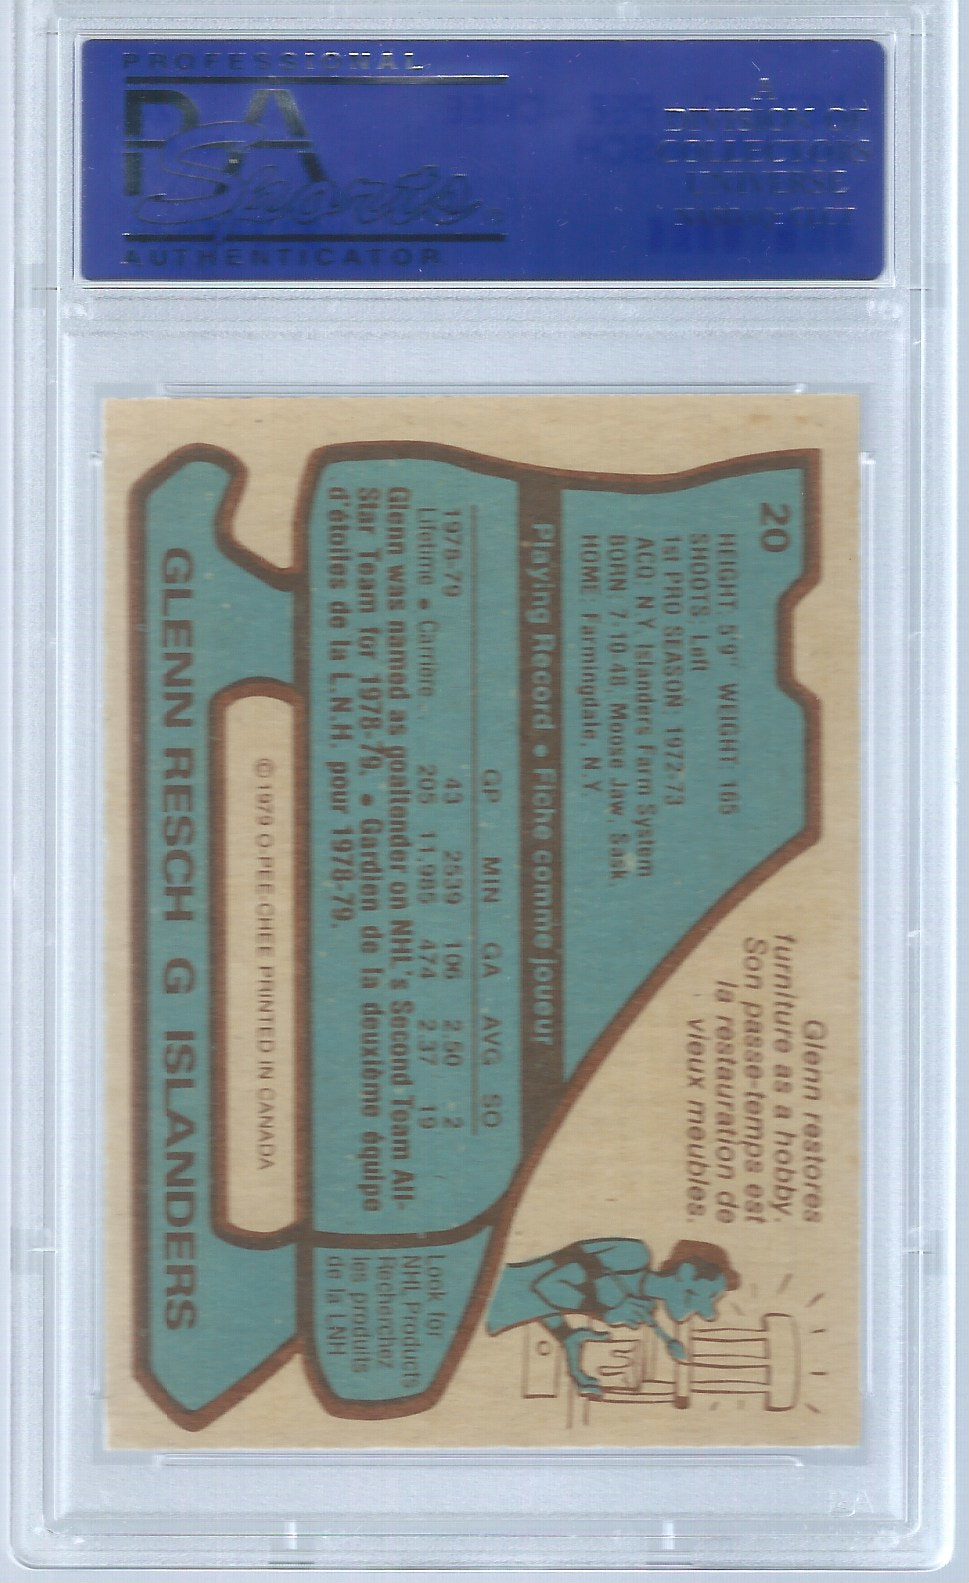 PROFESSIONAL
PSA
Sports
AUTHENTICATOR
A
DIVISION OF
COLLECTORS
UNIVERSE
20
HEIGHT: 5'9" WEIGHT: 165
SHOOTS: Left
1st PRO SEASON: 1972-73
ACQ: N.Y. Islanders Farm System
BORN: 7-10-48, Moose Jaw, Sask.
HOME: Farmingdale, N.Y.
Glenn restores
furniture as a hobby.
Son passe-temps est
la restauration de
vieux meubles.
Playing Record • Fiche comme joueur
GP MIN GA AVG SO
1978-79 43 2539 106 2.50 2
Lifetime • Carrière 205 11,985 474 2.37 19
Glenn was named as goaltender on NHL's Second Team All-
Star Team for 1978-79. • Gardien de la deuxième équipe
d'étoiles de la L.N.H. pour 1978-79.
Look for
NHL Products
Recherchez
les produits
de la LNH
© 1979 O-PEE-CHEE PRINTED IN CANADA
GLENN RESCH G ISLANDERS